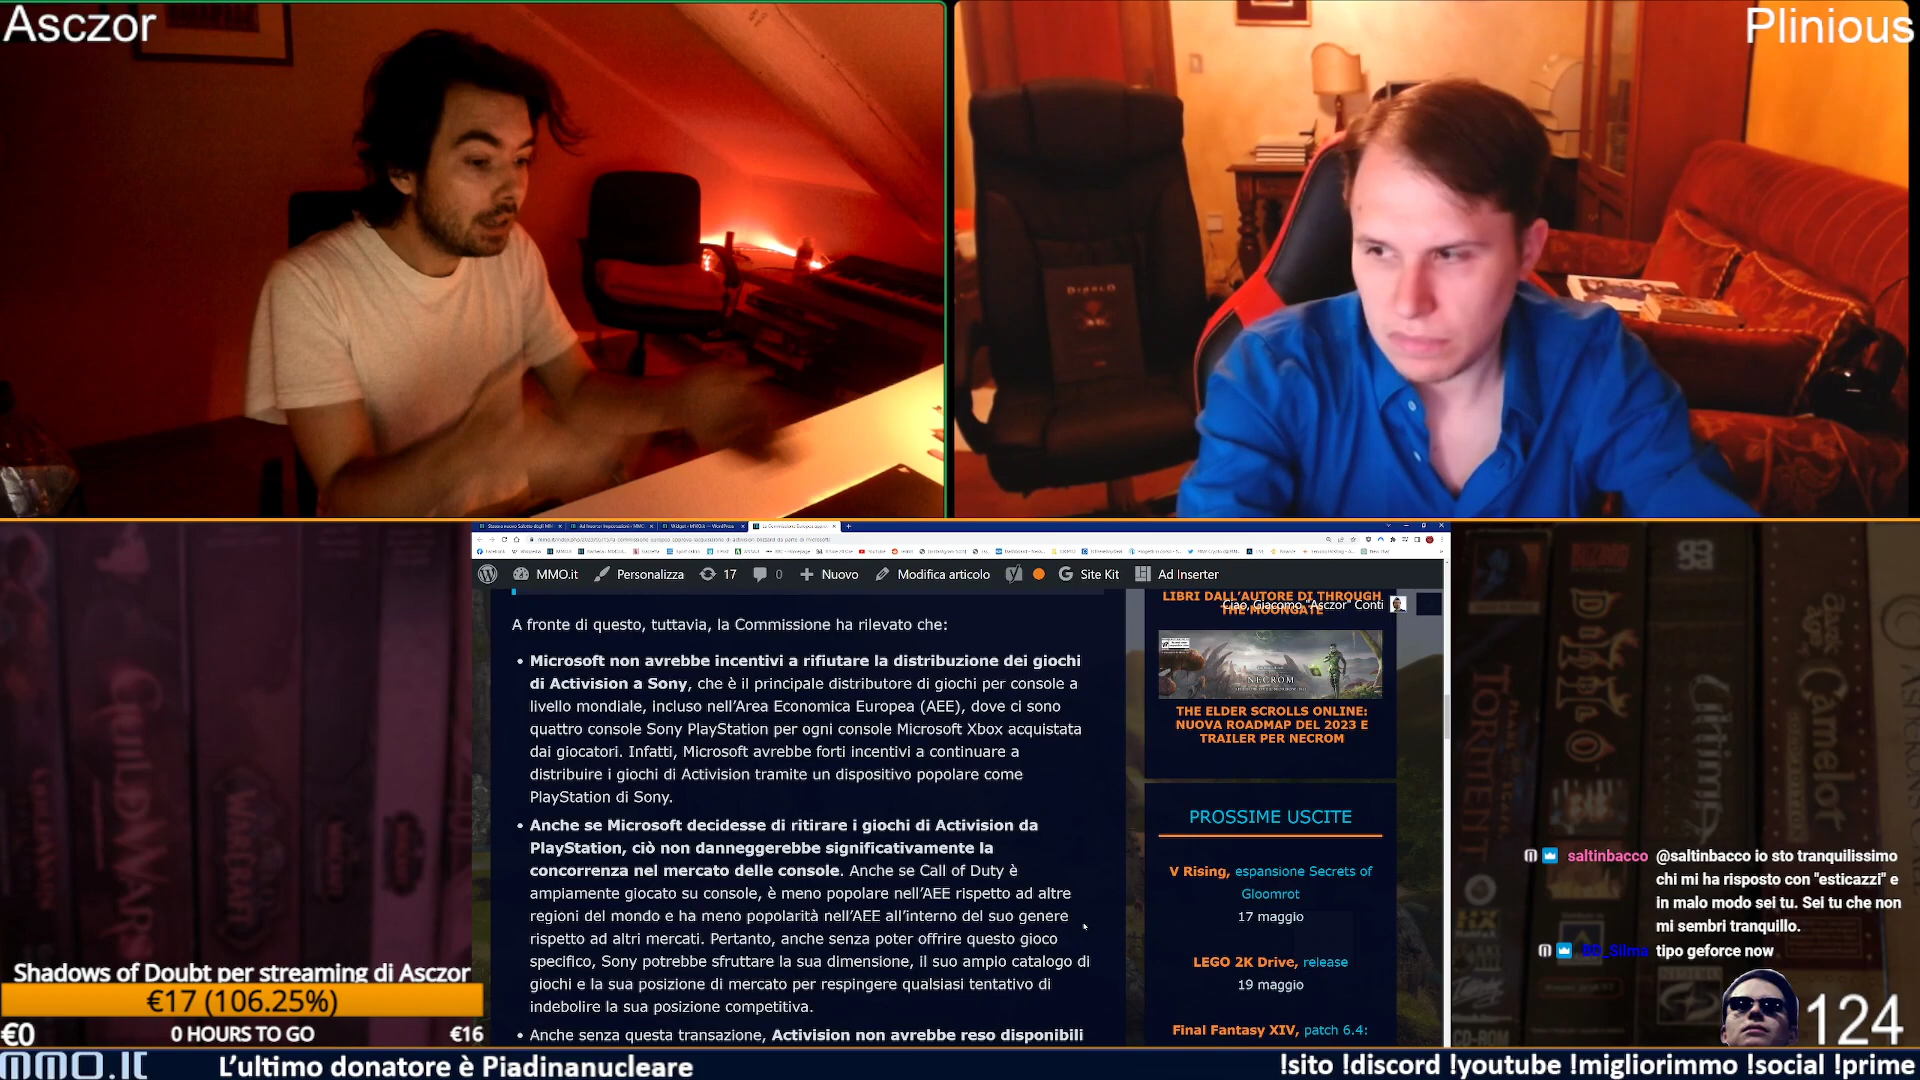 Asczor
Plinious
MMO.it
Personalizza
17
0
Nuovo
Modifica articolo
Site Kit
Ad Inserter
Ciao, Giacomo "Asczor" Conti
A fronte di questo, tuttavia, la Commissione ha rilevato che:
• Microsoft non avrebbe incentivi a rifiutare la distribuzione dei giochi
di Activision a Sony, che è il principale distributore di giochi per console a
livello mondiale, incluso nell'Area Economica Europea (AEE), dove ci sono
quattro console Sony PlayStation per ogni console Microsoft Xbox acquistata
dai giocatori. Infatti, Microsoft avrebbe forti incentivi a continuare a
distribuire i giochi di Activision tramite un dispositivo popolare come
PlayStation di Sony.
• Anche se Microsoft decidesse di ritirare i giochi di Activision da
PlayStation, ciò non danneggerebbe significativamente la
concorrenza nel mercato delle console. Anche se Call of Duty è
ampiamente giocato su console, è meno popolare nell'AEE rispetto ad altre
regioni del mondo e ha meno popolarità nell'AEE all'interno del suo genere
rispetto ad altri mercati. Pertanto, anche senza poter offrire questo gioco
specifico, Sony potrebbe sfruttare la sua dimensione, il suo ampio catalogo di
giochi e la sua posizione di mercato per respingere qualsiasi tentativo di
indebolire la sua posizione competitiva.
• Anche senza questa transazione, Activision non avrebbe reso disponibili
LIBRI DALL'AUTORE DI THROUGH
THE MOONGATE
NECROM
THE ELDER SCROLLS ONLINE:
NUOVA ROADMAP DEL 2023 E
TRAILER PER NECROM
PROSSIME USCITE
V Rising, espansione Secrets of
Gloomrot
17 maggio
LEGO 2K Drive, release
19 maggio
Final Fantasy XIV, patch 6.4:
DIABLO
GUILDWARS
WARCRAFT
TORMENT
Diablo
Ultima
Camelot
CD-ROM
saltinbacco @saltinbacco io sto tranquilissimo
chi mi ha risposto con "esticazzi" e
in malo modo sei tu. Sei tu che non
mi sembri tranquillo.
BD_Silma tipo geforce now
124
Shadows of Doubt per streaming di Asczor
€17 (106.25%)
€0
0 HOURS TO GO
€16
MMO.it
L'ultimo donatore è Piadinanucleare
!sito !discord !youtube !migliorimmo !social !prime